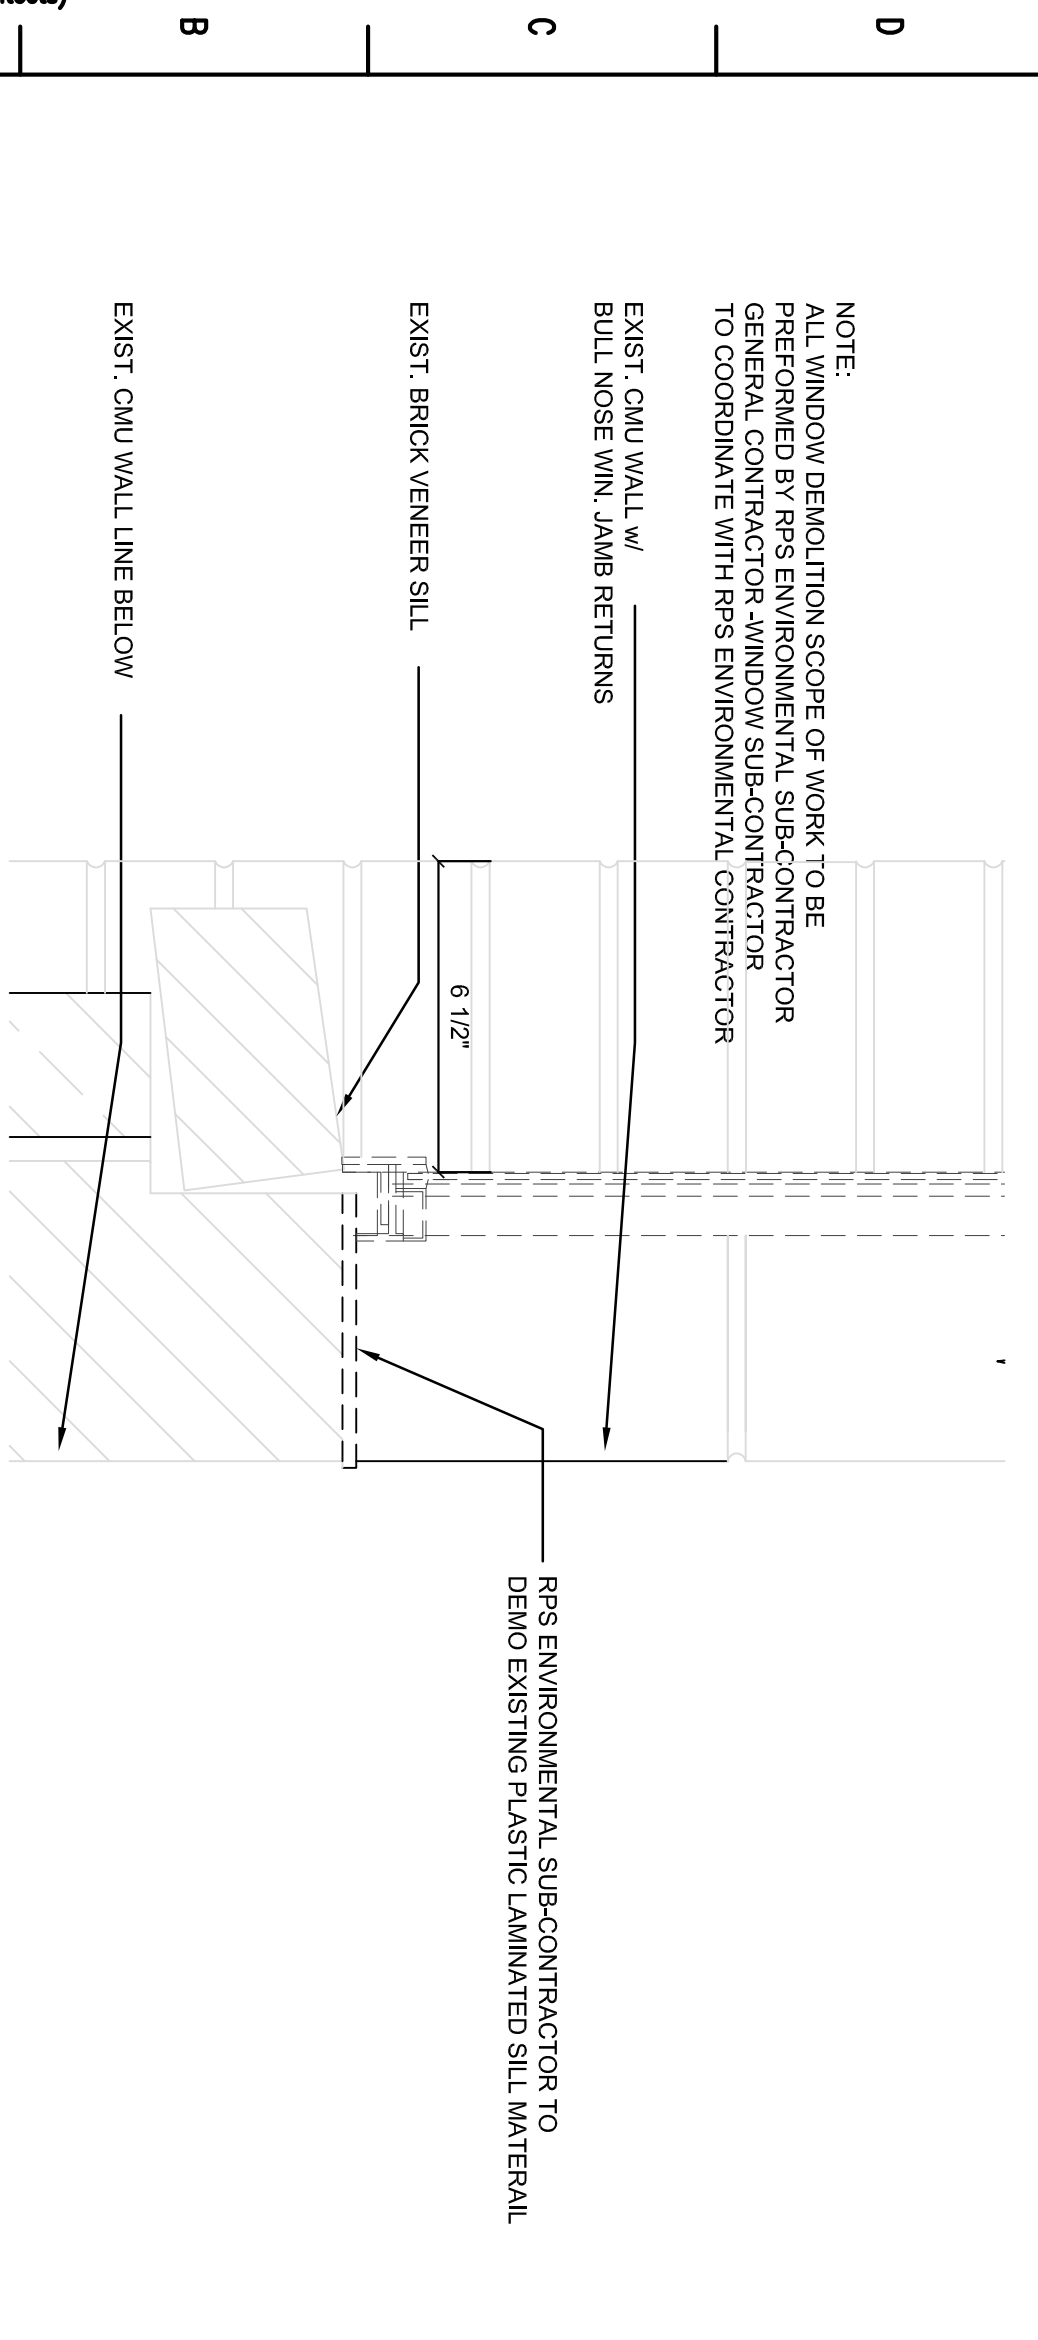 B
C
D
NOTE:
ALL WINDOW DEMOLITION SCOPE OF WORK TO BE
PREFORMED BY RPS ENVIRONMENTAL SUB-CONTRACTOR
GENERAL CONTRACTOR -WINDOW SUB-CONTRACTOR
TO COORDINATE WITH RPS ENVIRONMENTAL CONTRACTOR
EXIST. CMU WALL w/
BULL NOSE WIN. JAMB RETURNS
6 1/2"
EXIST. BRICK VENEER SILL
EXIST. CMU WALL LINE BELOW
RPS ENVIRONMENTAL SUB-CONTRACTOR TO
DEMO EXISTING PLASTIC LAMINATED SILL MATERAIL